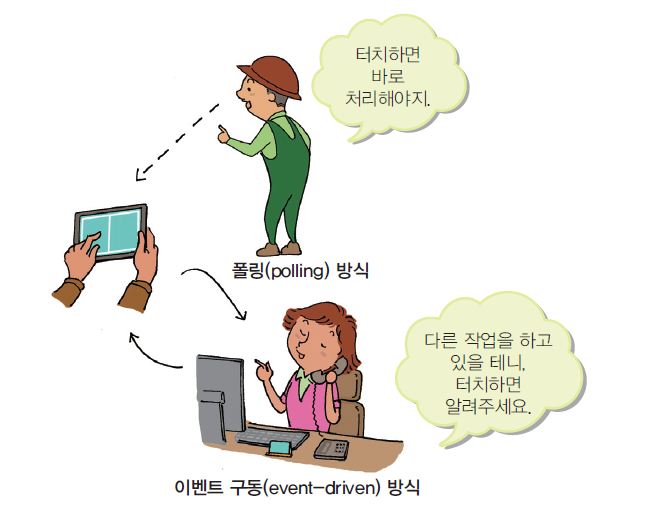 터치하면
바로
처리해야지.
폴링(polling) 방식
다른 작업을 하고
있을 테니,
터치하면
알려주세요.
이벤트 구동(event-driven) 방식